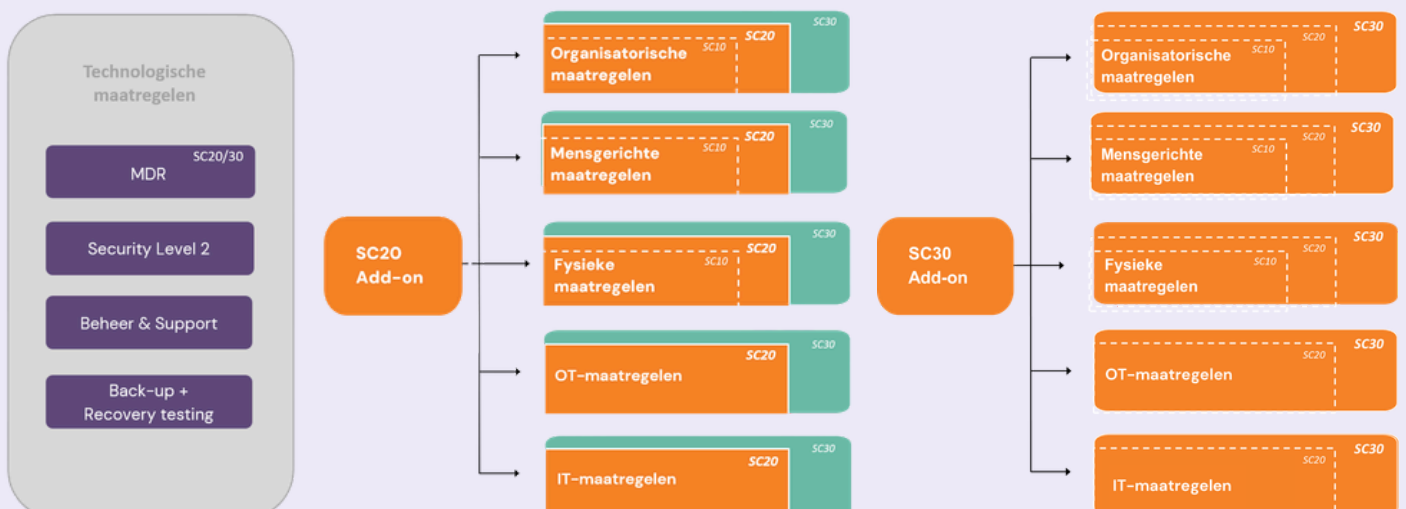 Technologische
maatregelen
SC20/30
MDR
Security Level 2
Beheer & Support
Back-up +
Recovery testing
SC20
Add-on
SC30
SC20
SC10
Organisatorische
maatregelen
SC30
SC20
SC10
Mensgerichte
maatregelen
SC30
SC20
SC10
Fysieke
maatregelen
SC30
SC20
OT-maatregelen
SC30
SC20
IT-maatregelen
SC30
Add-on
SC30
SC20
SC10
Organisatorische
maatregelen
SC30
SC20
SC10
Mensgerichte
maatregelen
SC30
SC20
SC10
Fysieke
maatregelen
SC30
SC20
OT-maatregelen
SC30
SC20
IT-maatregelen